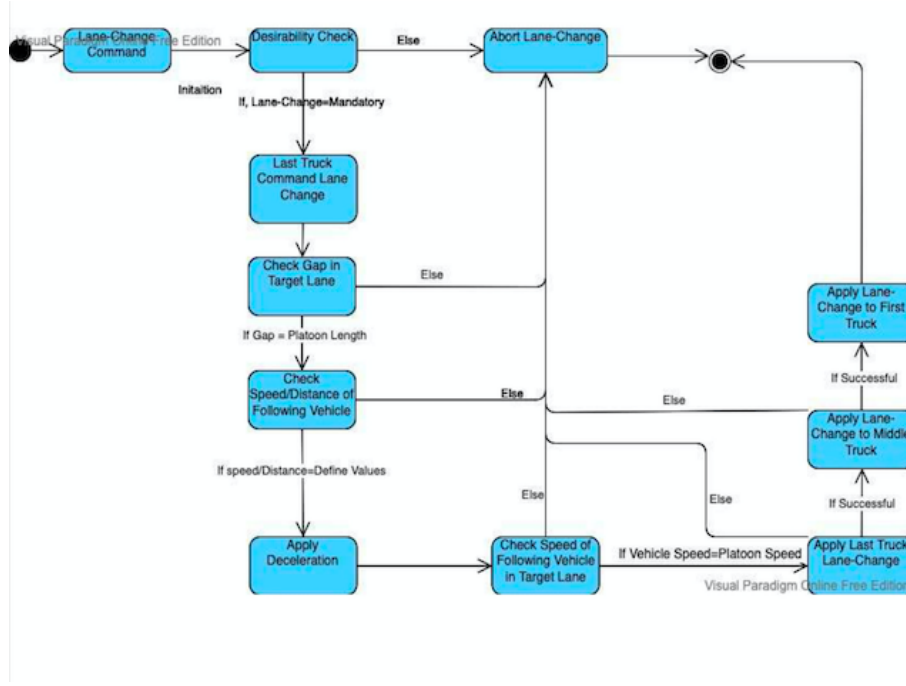 Visual Paradigm Online Free Edition
Lane-Change
Command
Desirability Check
Else
Abort Lane-Change
Initaition
If, Lane-Change=Mandatory
Last Truck
Command Lane
Change
Check Gap in
Target Lane
Else
If Gap = Platoon Length
Apply Lane-
Change to First
Truck
If Successful
Check
Speed/Distance of
Following Vehicle
Else
Else
Apply Lane-
Change to Middle
Truck
If speed/Distance=Define Values
Else
Else
If Successful
Apply
Deceleration
Check Speed of
Following Vehicle
in Target Lane
If Vehicle Speed=Platoon Speed
Apply Last Truck
Lane-Change
Visual Paradigm Online Free Edition